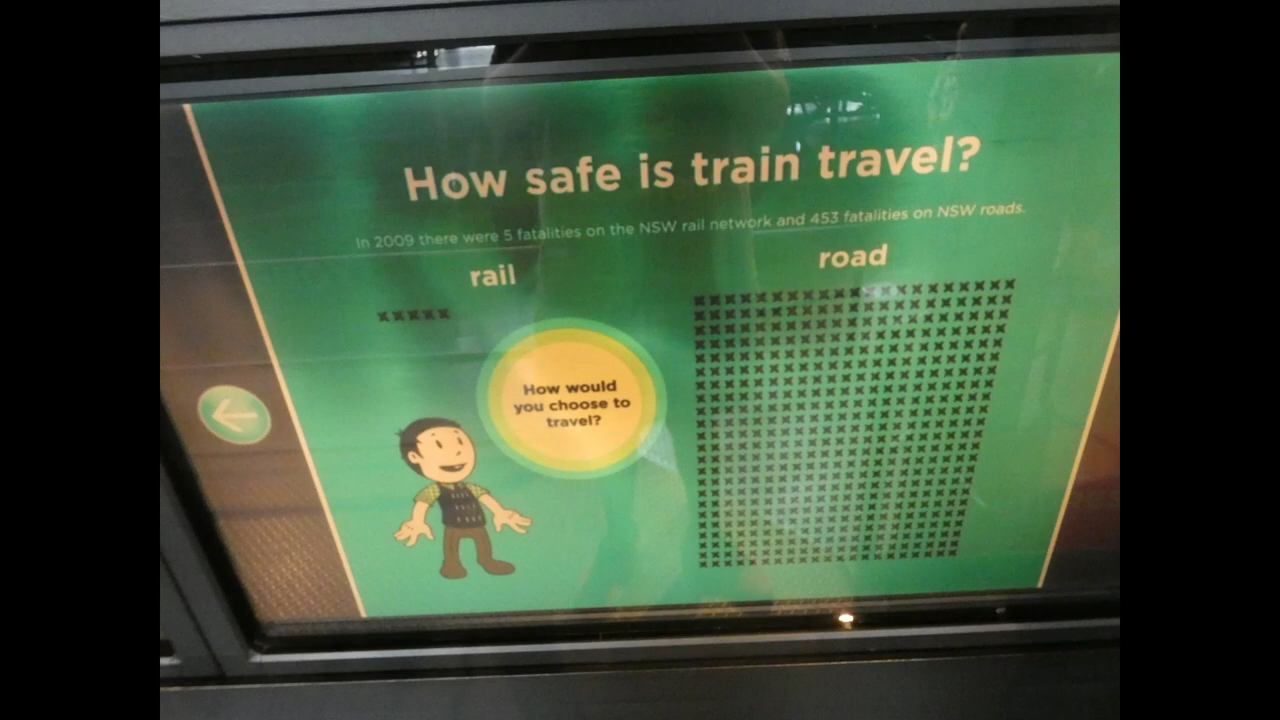 How safe is train travel?
In 2009 there were 5 fatalities on the NSW rail network and 453 fatalities on NSW roads.
rail
road
How would
you choose to
travel?